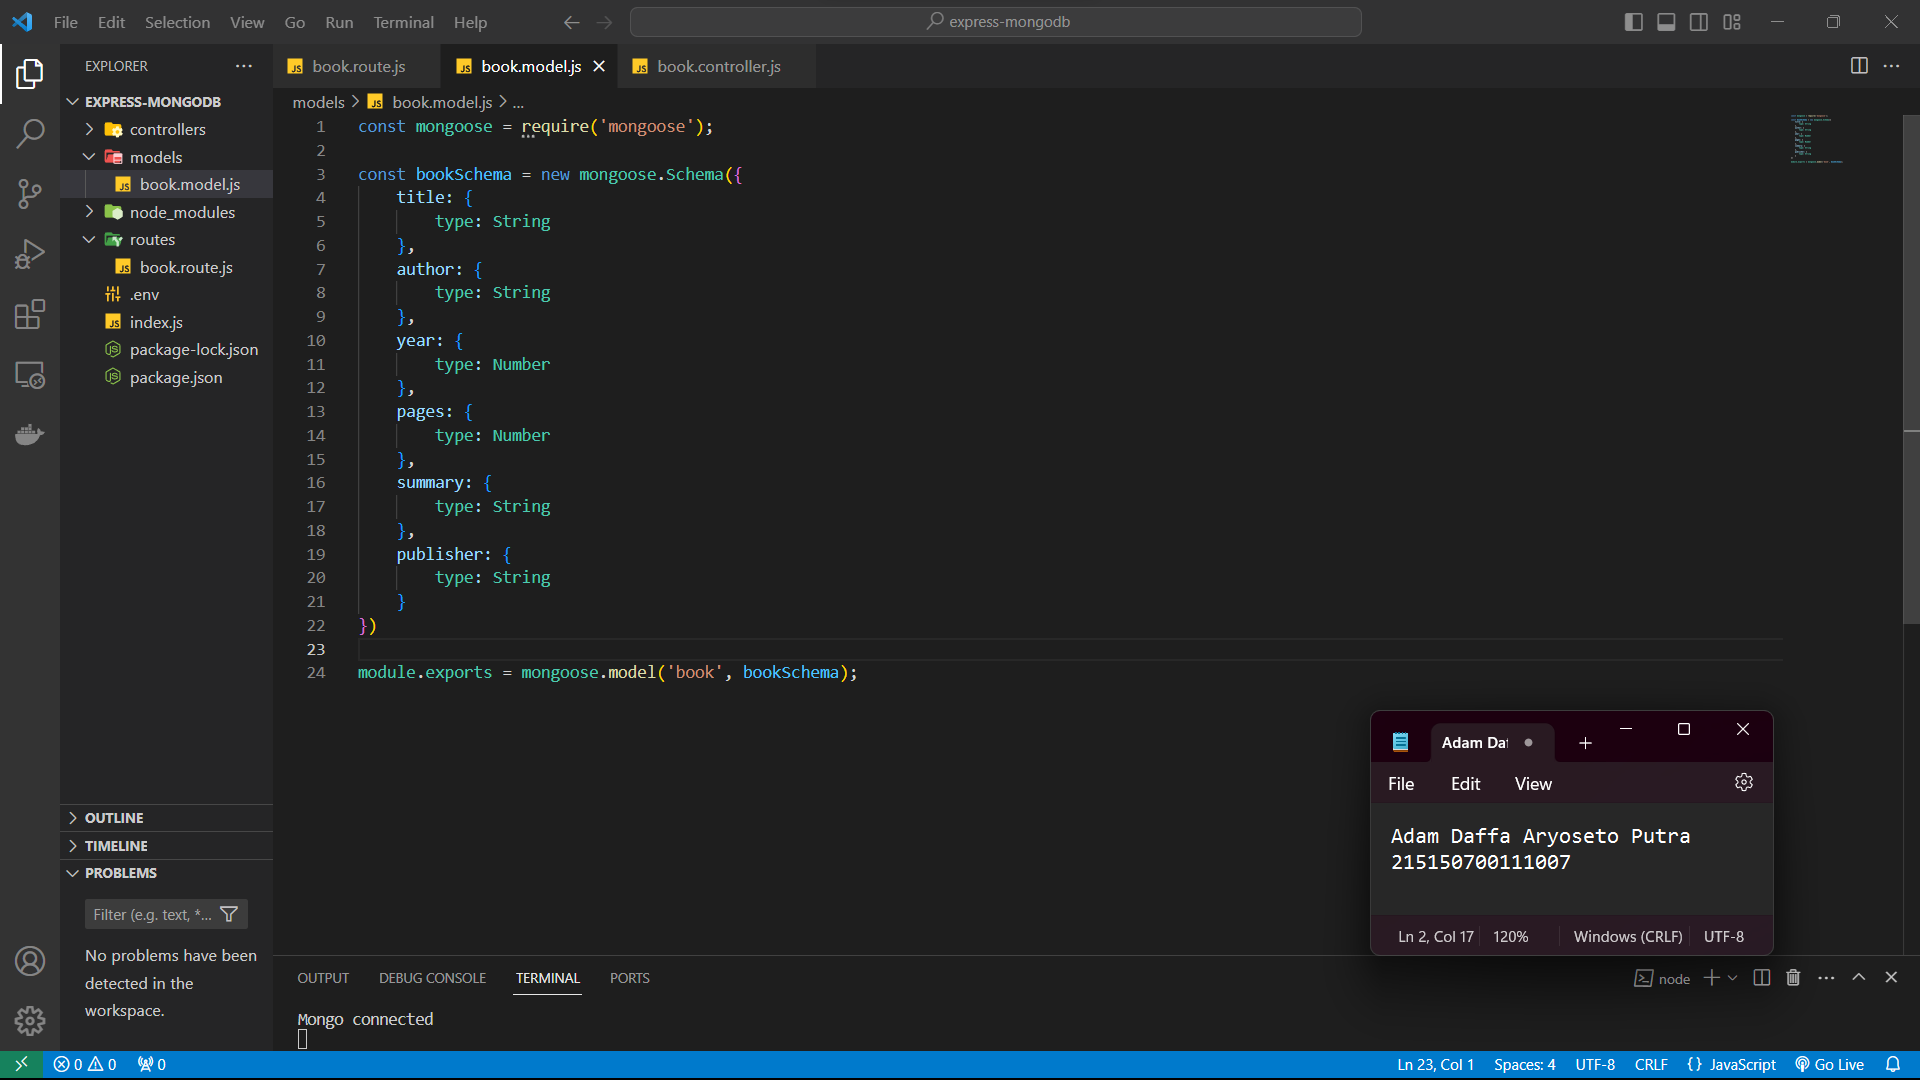 File Edit Selection View Go Run Terminal Help
express-mongodb
EXPLORER
EXPRESS-MONGODB
controllers
models
book.model.js
node_modules
routes
book.route.js
.env
index.js
package-lock.json
package.json
OUTLINE
TIMELINE
PROBLEMS
Filter (e.g. text, *...
No problems have been
detected in the
workspace.
book.route.js book.model.js book.controller.js
models > book.model.js > ...
1 const mongoose = require('mongoose');
2
3 const bookSchema = new mongoose.Schema({
4 title: {
5 type: String
6 },
7 author: {
8 type: String
9 },
10 year: {
11 type: Number
12 },
13 pages: {
14 type: Number
15 },
16 summary: {
17 type: String
18 },
19 publisher: {
20 type: String
21 }
22 })
23
24 module.exports = mongoose.model('book', bookSchema);
Adam Daf
File Edit View
Adam Daffa Aryoseto Putra
215150700111007
Ln 2, Col 17 120% Windows (CRLF) UTF-8
OUTPUT DEBUG CONSOLE TERMINAL PORTS
node
Mongo connected
0 0 0
Ln 23, Col 1 Spaces: 4 UTF-8 CRLF {} JavaScript Go Live